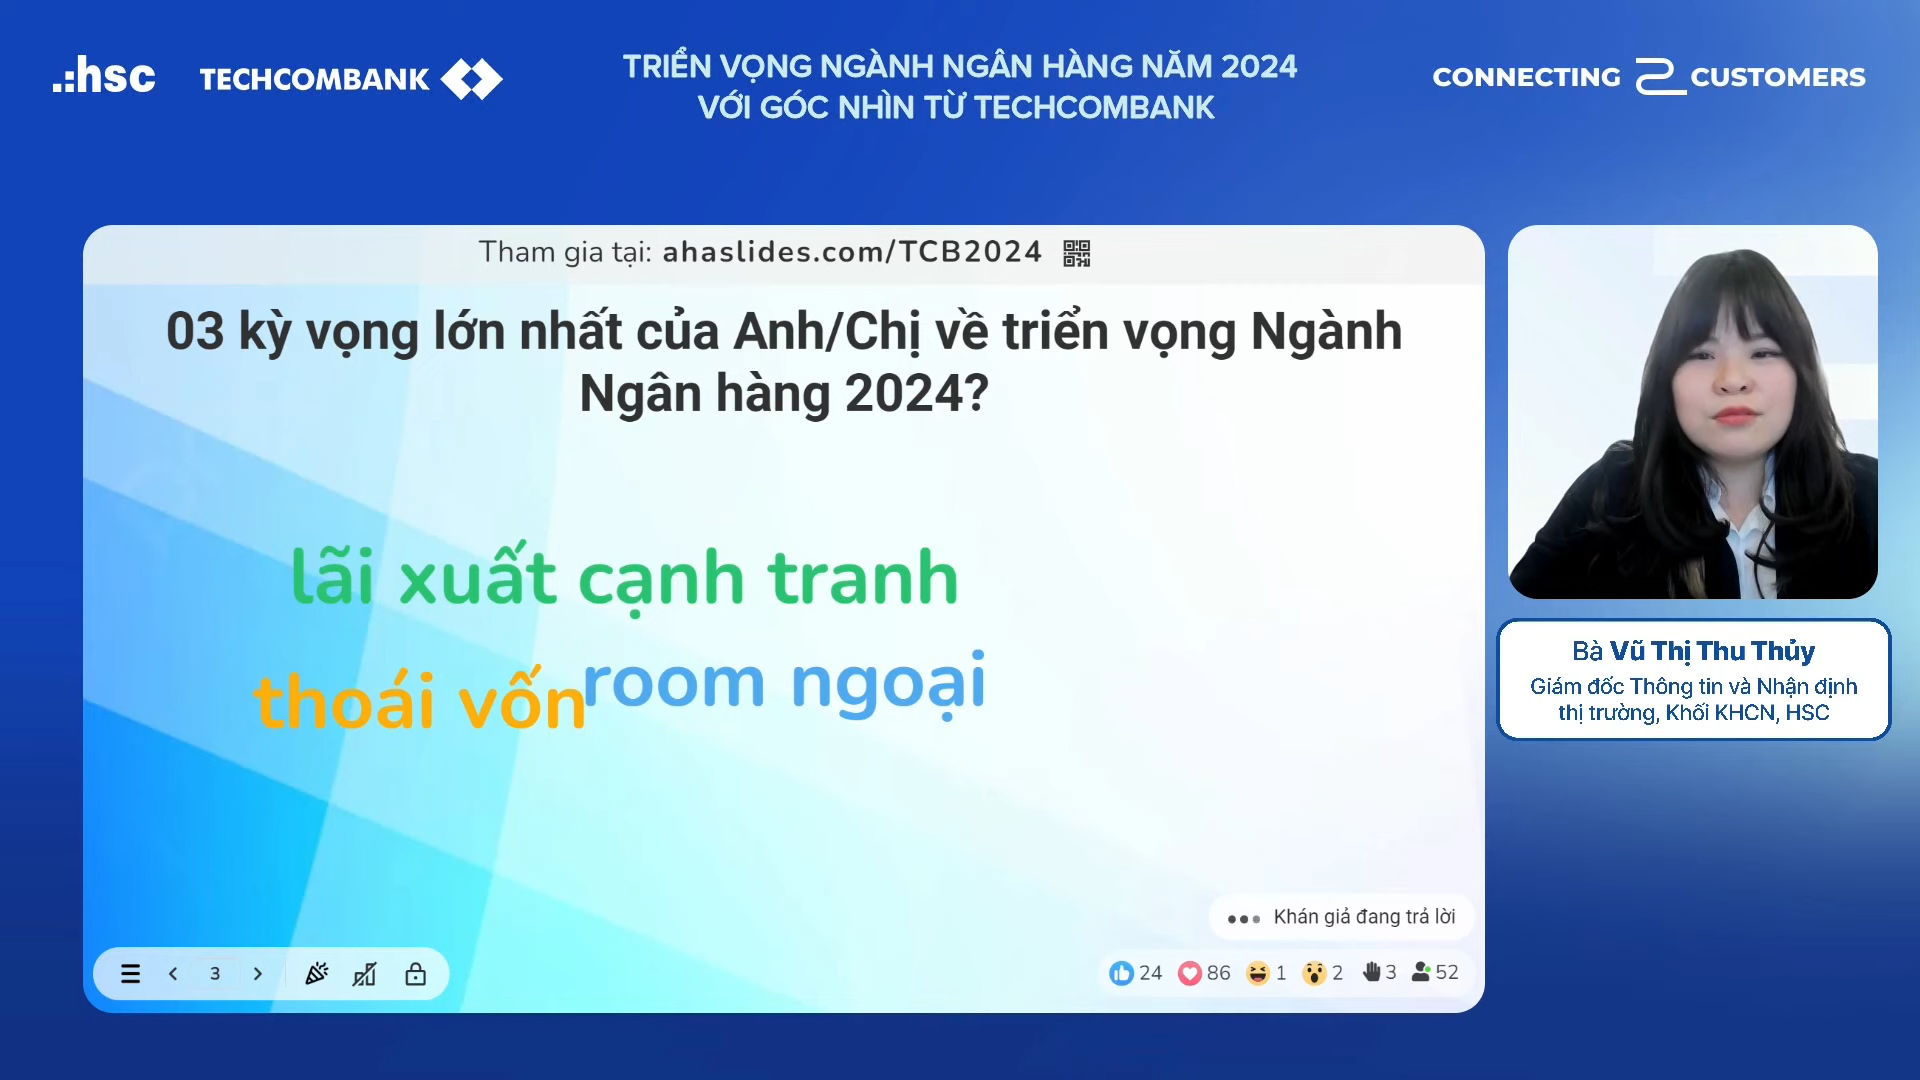 .:hsc
TECHCOMBANK
TRIỂN VỌNG NGÀNH NGÂN HÀNG NĂM 2024
VỚI GÓC NHÌN TỪ TECHCOMBANK
CONNECTING CUSTOMERS
Tham gia tại: ahaslides.com/TCB2024
03 kỳ vọng lớn nhất của Anh/Chị về triển vọng Ngành
Ngân hàng 2024?
lãi xuất cạnh tranh
thoái vốn
room ngoại
Bà Vũ Thị Thu Thủy
Giám đốc Thông tin và Nhận định
thị trường, Khối KHCN, HSC
Khán giả đang trả lời
3
24 86 1 2 3 52